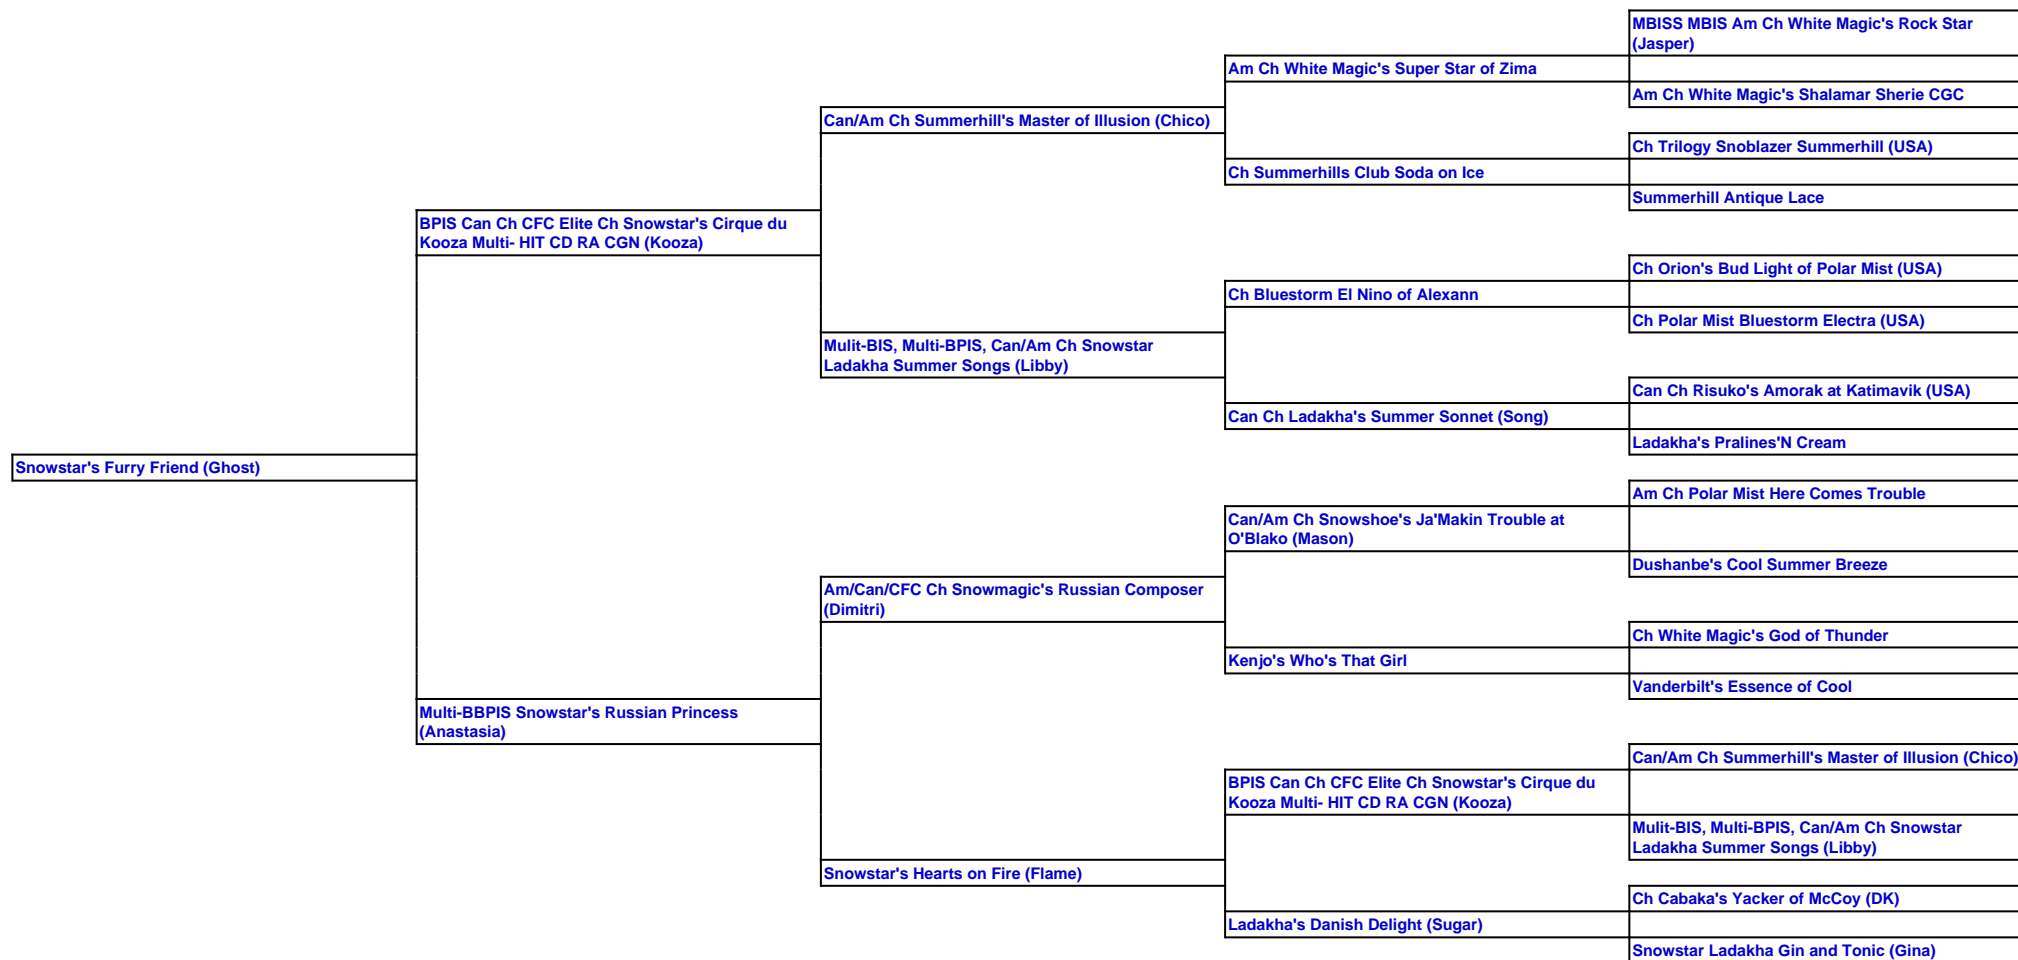 MBISS MBIS Am Ch White Magic's Rock Star
(Jasper)
Am Ch White Magic's Super Star of Zima
Am Ch White Magic's Shalamar Sherie CGC
Can/Am Ch Summerhill's Master of Illusion (Chico)
Ch Trilogy Snoblazer Summerhill (USA)
Ch Summerhills Club Soda on Ice
Summerhill Antique Lace
BPIS Can Ch CFC Elite Ch Snowstar's Cirque du
Kooza Multi- HIT CD RA CGN (Kooza)
Ch Orion's Bud Light of Polar Mist (USA)
Ch Bluestorm El Nino of Alexann
Ch Polar Mist Bluestorm Electra (USA)
Mulit-BIS, Multi-BPIS, Can/Am Ch Snowstar
Ladakha Summer Songs (Libby)
Can Ch Risuko's Amorak at Katimavik (USA)
Can Ch Ladakha's Summer Sonnet (Song)
Ladakha's Pralines'N Cream
Snowstar's Furry Friend (Ghost)
Am Ch Polar Mist Here Comes Trouble
Can/Am Ch Snowshoe's Ja'Makin Trouble at
O'Blako (Mason)
Dushanbe's Cool Summer Breeze
Am/Can/CFC Ch Snowmagic's Russian Composer
(Dimitri)
Ch White Magic's God of Thunder
Kenjo's Who's That Girl
Vanderbilt's Essence of Cool
Multi-BBPIS Snowstar's Russian Princess
(Anastasia)
Can/Am Ch Summerhill's Master of Illusion (Chico)
BPIS Can Ch CFC Elite Ch Snowstar's Cirque du
Kooza Multi- HIT CD RA CGN (Kooza)
Mulit-BIS, Multi-BPIS, Can/Am Ch Snowstar
Ladakha Summer Songs (Libby)
Snowstar's Hearts on Fire (Flame)
Ch Cabaka's Yacker of McCoy (DK)
Ladakha's Danish Delight (Sugar)
Snowstar Ladakha Gin and Tonic (Gina)